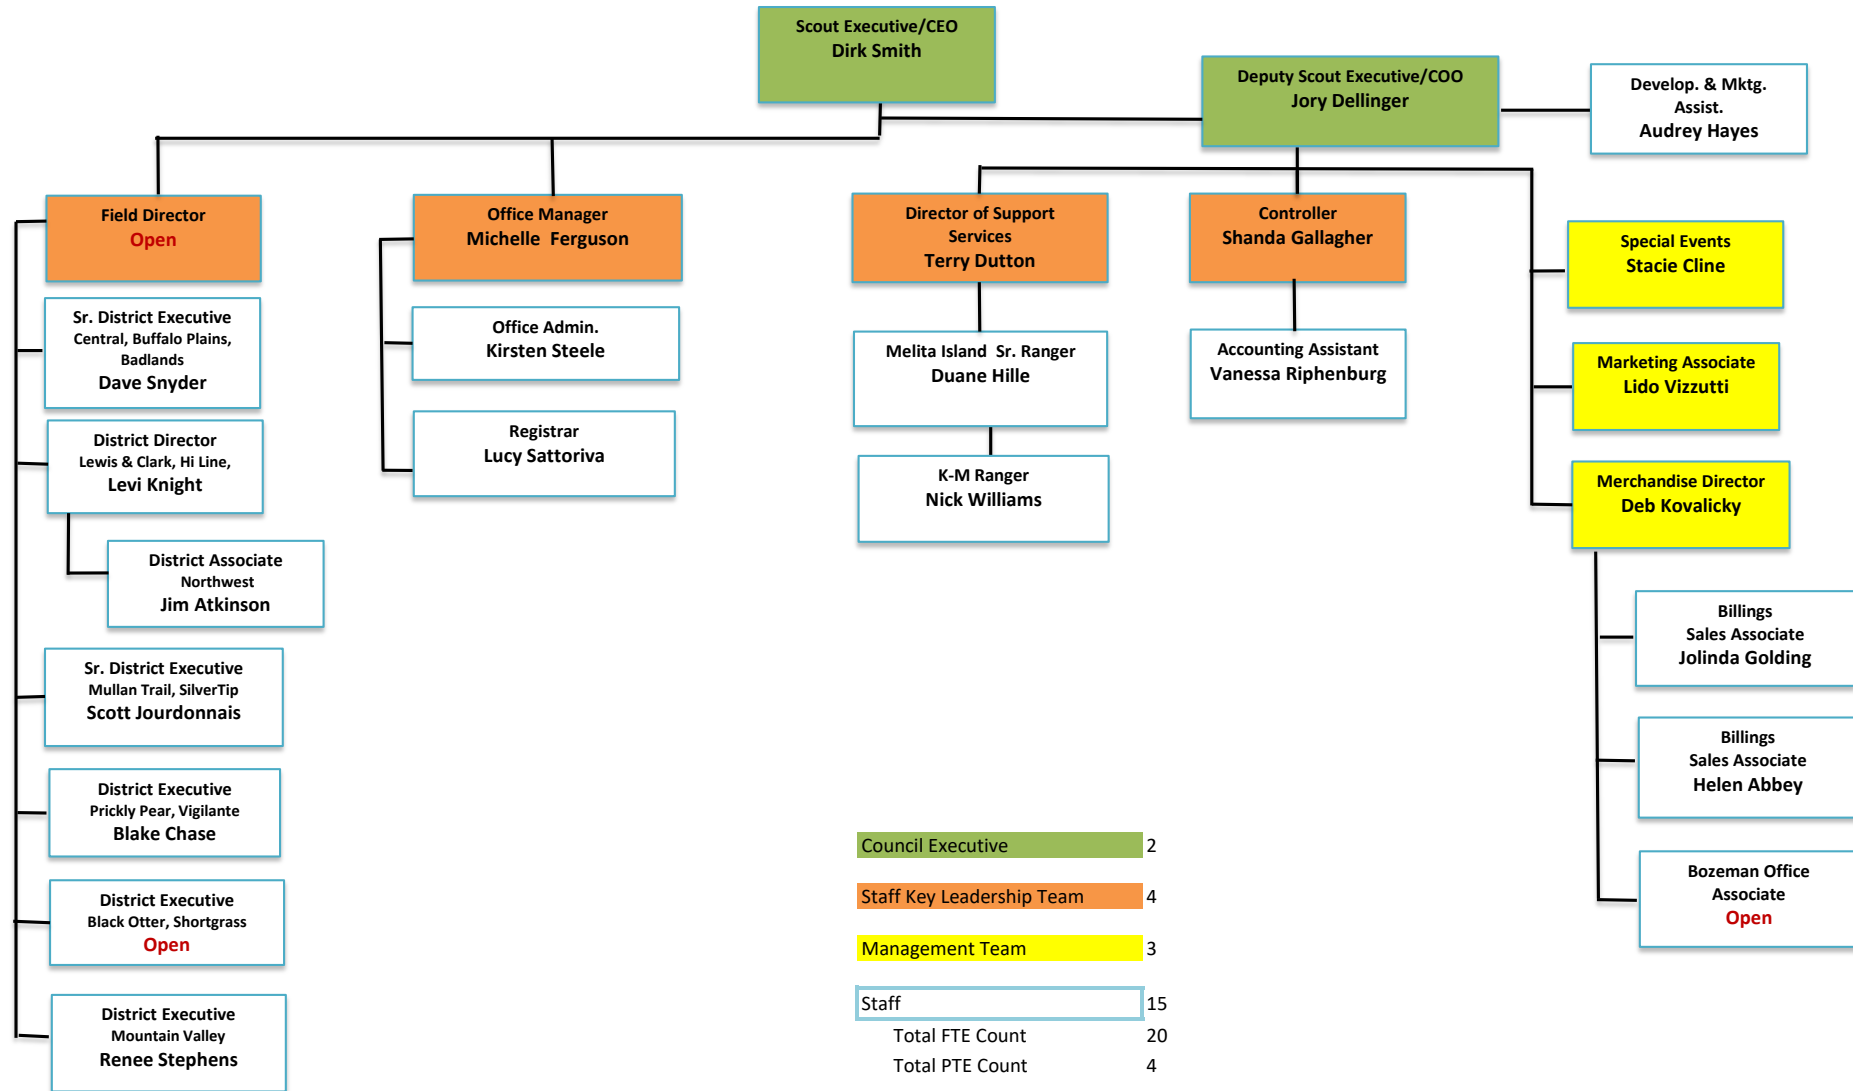 Scout Executive/CEO
Dirk Smith
Deputy Scout Executive/COO
Jory Dellinger
Develop. & Mktg.
Assist.
Audrey Hayes
Field Director
Open
Office Manager
Michelle Ferguson
Director of Support
Services
Terry Dutton
Controller
Shanda Gallagher
Special Events
Stacie Cline
Sr. District Executive
Central, Buffalo Plains,
Badlands
Dave Snyder
Office Admin.
Kirsten Steele
Melita Island Sr. Ranger
Duane Hille
Accounting Assistant
Vanessa Riphenburg
Marketing Associate
Lido Vizzutti
District Director
Lewis & Clark, Hi Line,
Levi Knight
Registrar
Lucy Sattoriva
K-M Ranger
Nick Williams
Merchandise Director
Deb Kovalicky
District Associate
Northwest
Jim Atkinson
Billings
Sales Associate
Jolinda Golding
Sr. District Executive
Mullan Trail, SilverTip
Scott Jourdonnais
Billings
Sales Associate
Helen Abbey
District Executive
Prickly Pear, Vigilante
Blake Chase
Bozeman Office
Associate
Open
District Executive
Black Otter, Shortgrass
Open
District Executive
Mountain Valley
Renee Stephens
Council Executive 2
Staff Key Leadership Team 4
Management Team 3
Staff 15
Total FTE Count 20
Total PTE Count 4